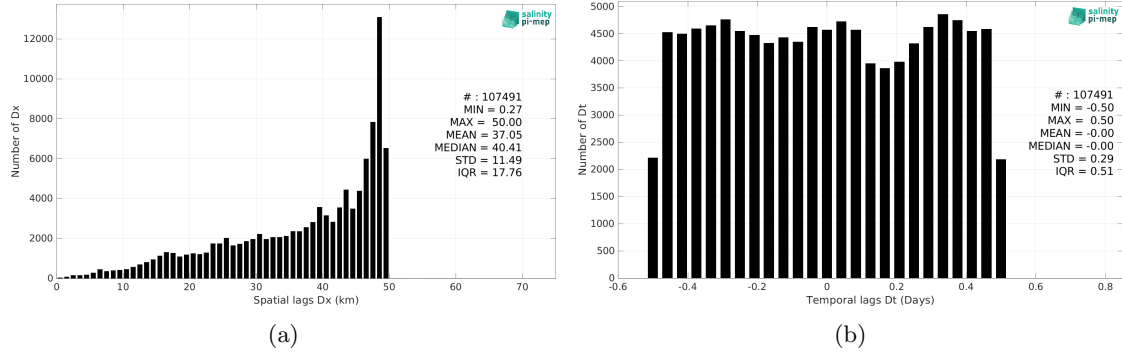 salinity
pi-mep
12000
10000
8000
6000
4000
2000
0
Number of Dx
# : 107491
MIN = 0.27
MAX = 50.00
MEAN = 37.05
MEDIAN = 40.41
STD = 11.49
IQR = 17.76
0 10 20 30 40 50 60 70
Spatial lags Dx (km)
(a)
salinity
pi-mep
5000
4500
4000
3500
3000
2500
2000
1500
1000
500
0
Number of Dt
# : 107491
MIN = -0.50
MAX = 0.50
MEAN = -0.00
MEDIAN = -0.00
STD = 0.29
IQR = 0.51
-0.6 -0.4 -0.2 0 0.2 0.4 0.6 0.8
Temporal lags Dt (Days)
(b)